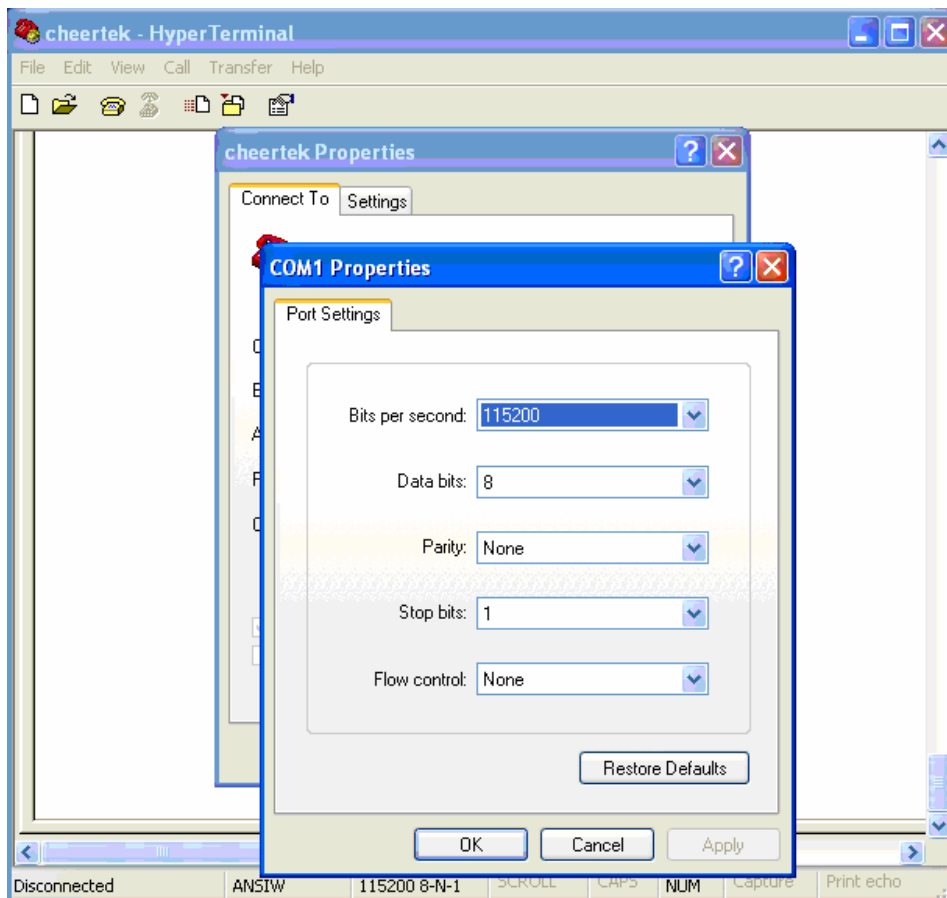 cheertek - HyperTerminal
File Edit View Call Transfer Help
cheertek Properties
Connect To Settings
COM1 Properties
Port Settings
Bits per second: 115200
Data bits: 8
Parity: None
Stop bits: 1
Flow control: None
Restore Defaults
OK Cancel Apply
Disconnected ANSIW 115200 8-N-1 SCROLL CAPS NUM Capture Print echo